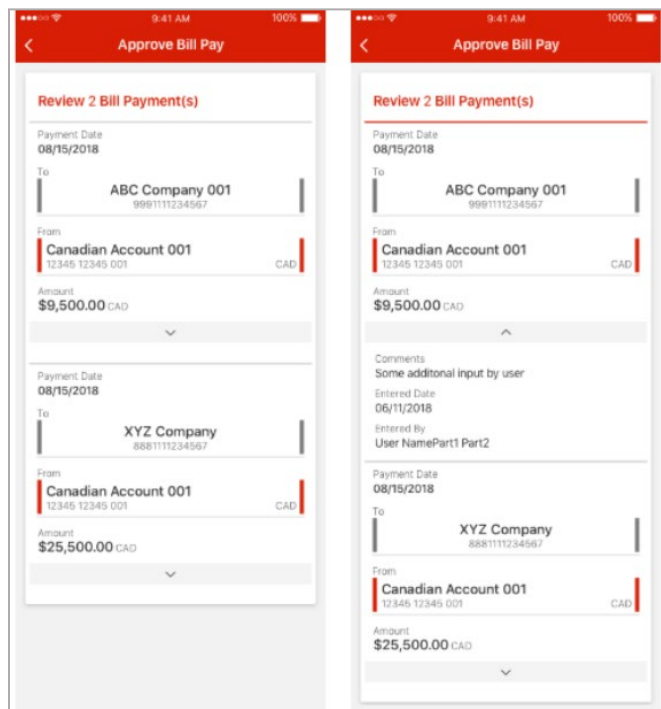 9:41 AM 100%
Approve Bill Pay
Review 2 Bill Payment(s)
Payment Date
08/15/2018
To
ABC Company 001
9991111234567
From
Canadian Account 001
12345 12345 001 CAD
Amount
$9,500.00 CAD
Payment Date
08/15/2018
To
XYZ Company
8881111234567
From
Canadian Account 001
12345 12345 001 CAD
Amount
$25,500.00 CAD
9:41 AM 100%
Approve Bill Pay
Review 2 Bill Payment(s)
Payment Date
08/15/2018
To
ABC Company 001
9991111234567
From
Canadian Account 001
12345 12345 001 CAD
Amount
$9,500.00 CAD
Comments
Some additonal input by user
Entered Date
06/11/2018
Entered By
User NamePart1 Part2
Payment Date
08/15/2018
To
XYZ Company
8881111234567
From
Canadian Account 001
12345 12345 001 CAD
Amount
$25,500.00 CAD